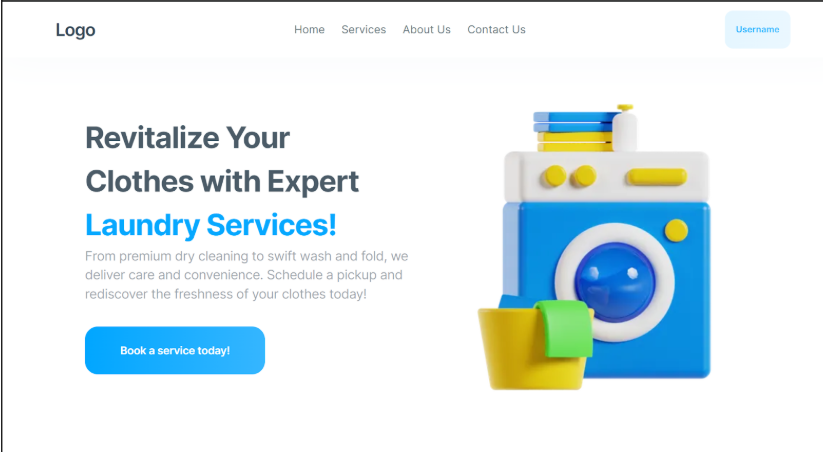 Logo
Home Services About Us Contact Us
Username
Revitalize Your
Clothes with Expert
Laundry Services!
From premium dry cleaning to swift wash and fold, we
deliver care and convenience. Schedule a pickup and
rediscover the freshness of your clothes today!
Book a service today!